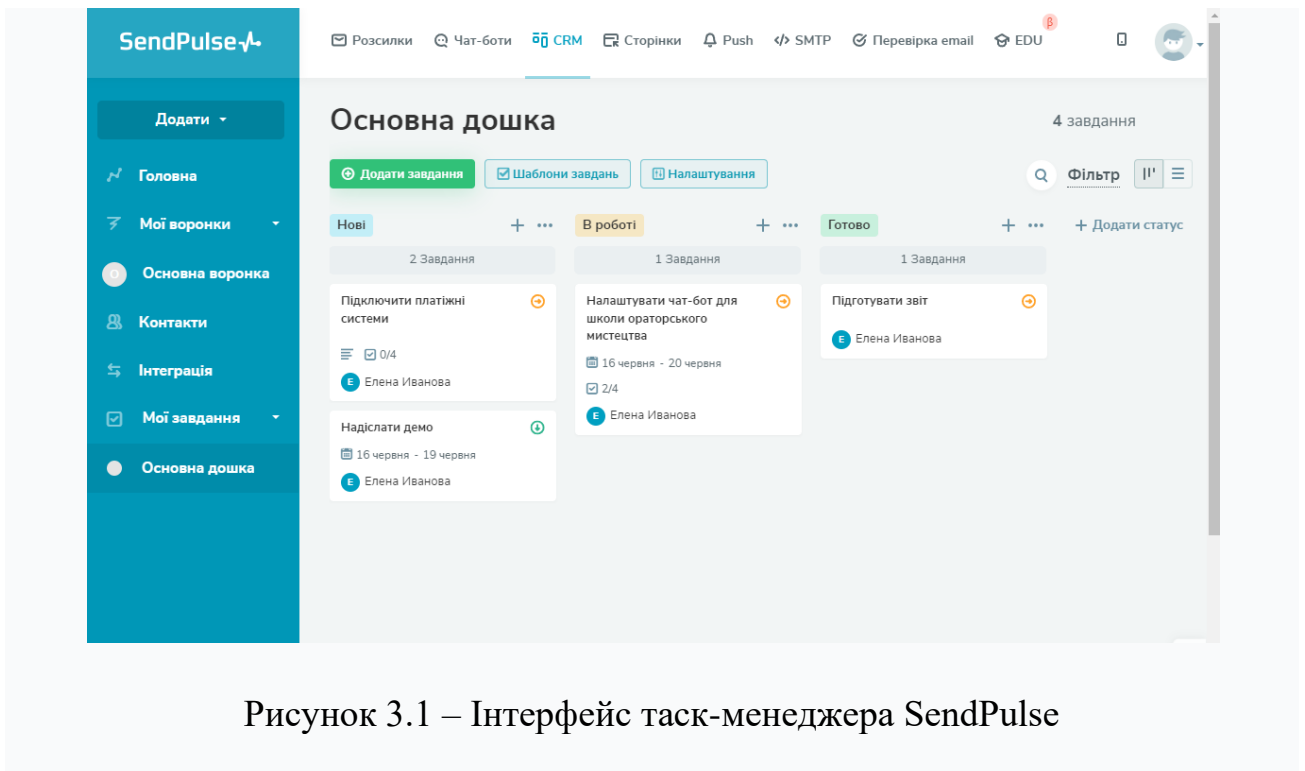 SendPulse
Розсилки Чат-боти CRM Сторінки Push SMTP Перевірка email EDU β
Додати
Головна
Мої воронки
О Основна воронка
Контакти
Інтеграція
Мої завдання
Основна дошка
Основна дошка
4 завдання
Додати завдання Шаблони завдань Налаштування Фільтр
Нові
2 Завдання
Підключити платіжні
системи
0/4
E Елена Иванова
Надіслати демо
16 червня - 19 червня
E Елена Иванова
В роботі
1 Завдання
Налаштувати чат-бот для
школи ораторського
мистецтва
16 червня - 20 червня
2/4
E Елена Иванова
Готово
1 Завдання
Підготувати звіт
E Елена Иванова
+ Додати статус
Рисунок 3.1 – Інтерфейс таск-менеджера SendPulse